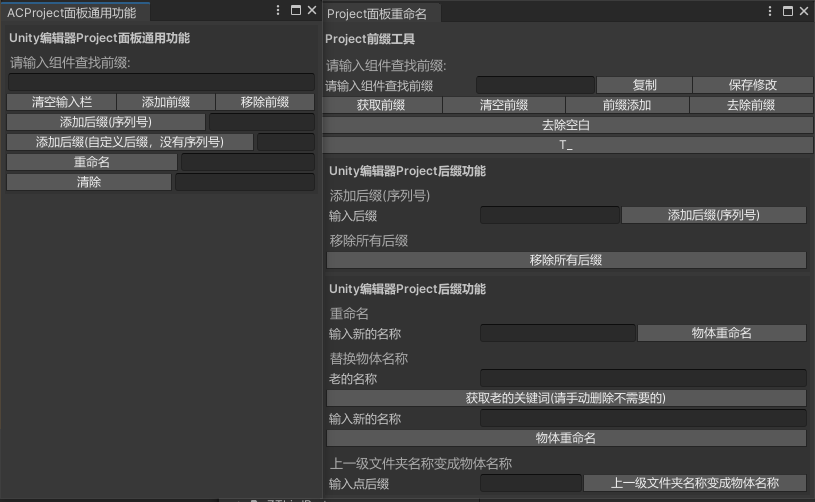 ACProject面板通用功能
Unity编辑器Project面板通用功能
请输入组件查找前缀:
清空输入栏 添加前缀 移除前缀
添加后缀(序列号)
添加后缀(自定义后缀，没有序列号)
重命名
清除
Project面板重命名
Project前缀工具
请输入组件查找前缀:
请输入组件查找前缀 复制 保存修改
获取前缀 清空前缀 前缀添加 去除前缀
去除空白
T_
Unity编辑器Project后缀功能
添加后缀(序列号)
输入后缀 添加后缀(序列号)
移除所有后缀
移除所有后缀
Unity编辑器Project后缀功能
重命名
输入新的名称 物体重命名
替换物体名称
老的名称
获取老的关键词(请手动删除不需要的)
输入新的名称
物体重命名
上一级文件夹名称变成物体名称
输入点后缀 上一级文件夹名称变成物体名称